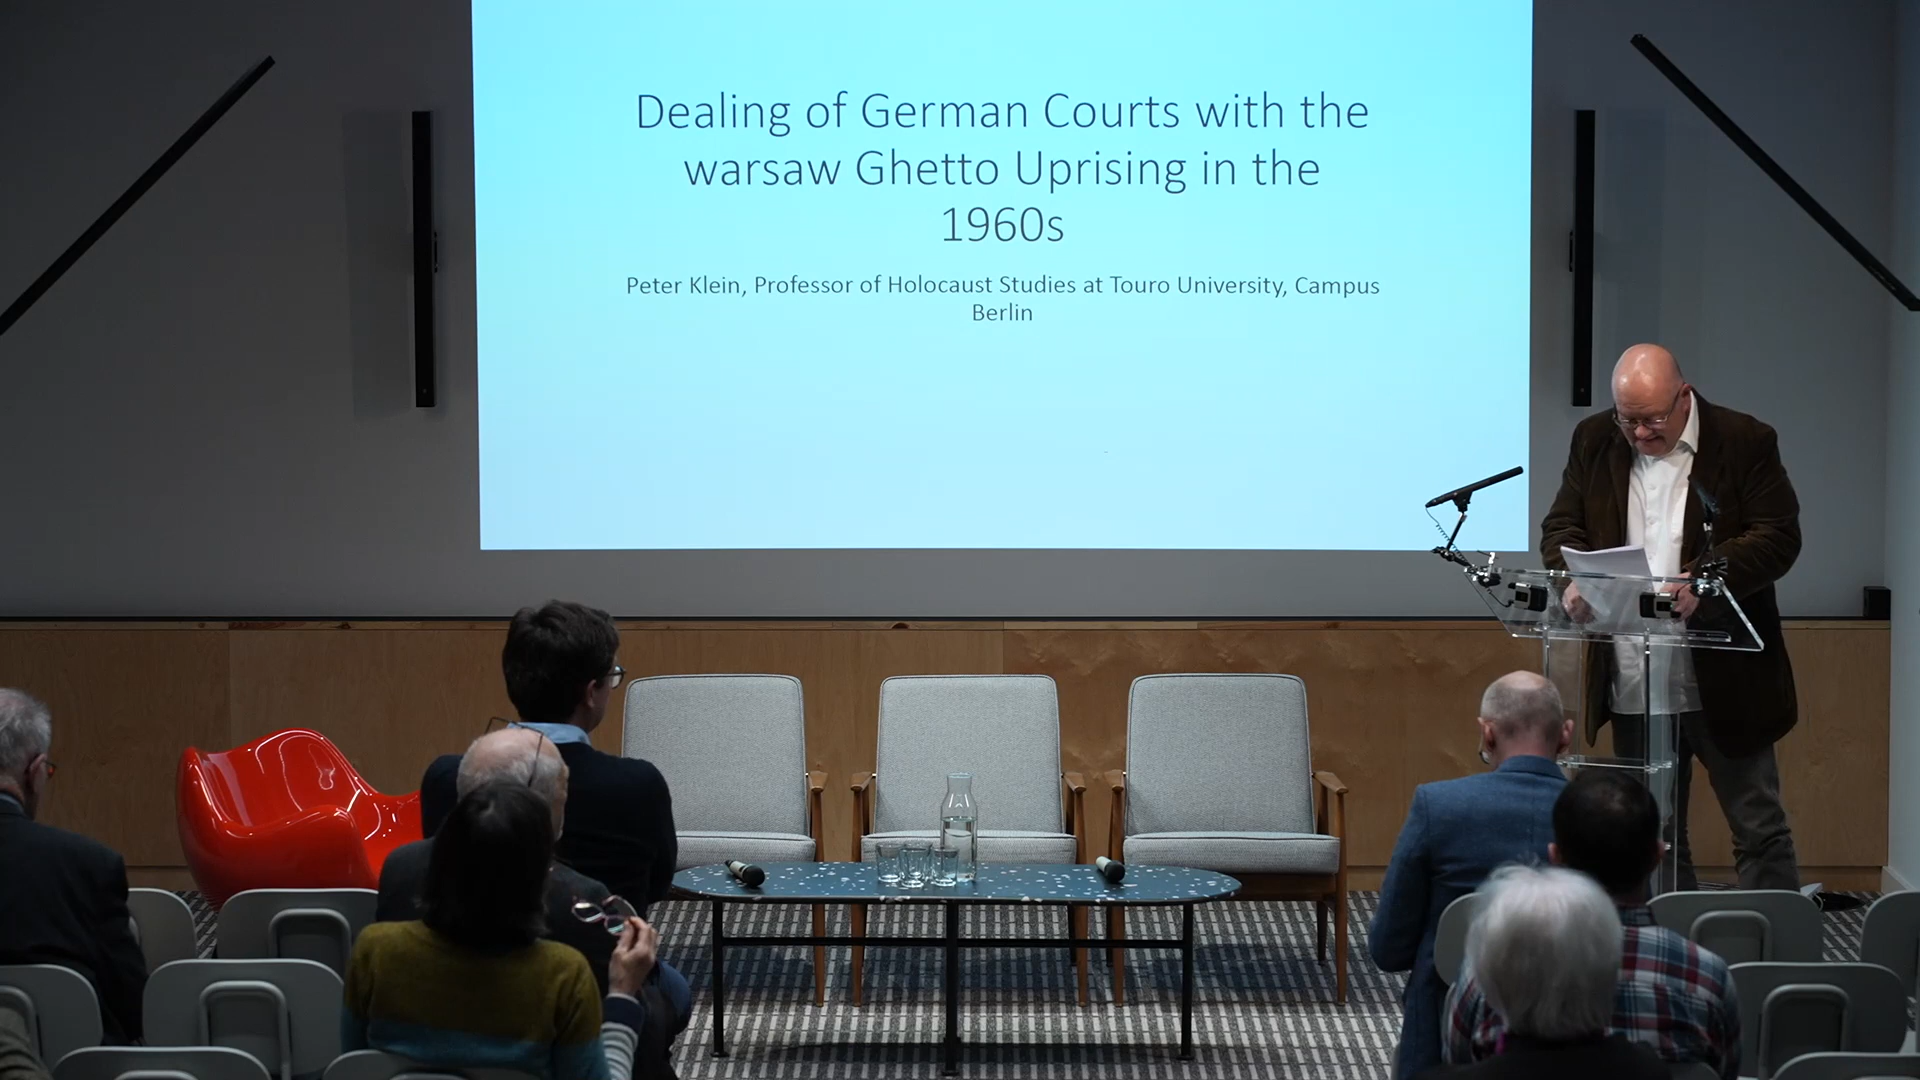 Dealing of German Courts with the
warsaw Ghetto Uprising in the
1960s
Peter Klein, Professor of Holocaust Studies at Touro University, Campus
Berlin